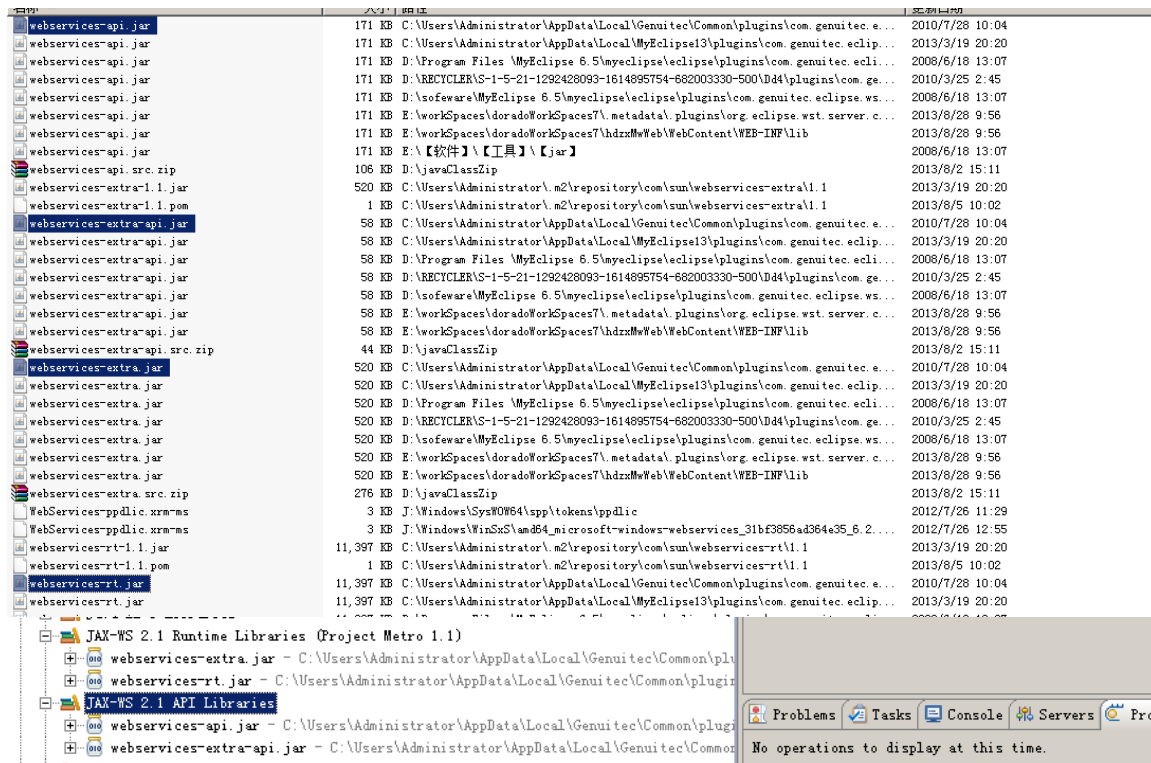 webservices-api.jar 171 KB C:\Users\Administrator\AppData\Local\Genuitec\Common\plugins\com.genuitec.e... 2010/7/28 10:04
webservices-api.jar 171 KB C:\Users\Administrator\AppData\Local\MyEclipse13\plugins\com.genuitec.eclip... 2013/3/19 20:20
webservices-api.jar 171 KB D:\Program Files \MyEclipse 6.5\myeclipse\eclipse\plugins\com.genuitec.ecli... 2008/6/18 13:07
webservices-api.jar 171 KB D:\RECYCLER\S-1-5-21-1292428093-1614895754-682003330-500\Dd4\plugins\com.ge... 2010/3/25 2:45
webservices-api.jar 171 KB D:\sofeware\MyEclipse 6.5\myeclipse\eclipse\plugins\com.genuitec.eclipse.ws... 2008/6/18 13:07
webservices-api.jar 171 KB E:\workSpaces\doradoWorkSpaces7\.metadata\.plugins\org.eclipse.wst.server.c... 2013/8/28 9:56
webservices-api.jar 171 KB E:\workSpaces\doradoWorkSpaces7\hdzxMwWeb\WebContent\WEB-INF\lib 2013/8/28 9:56
webservices-api.jar 171 KB E:\【软件】\【工具】\【jar】 2008/6/18 13:07
webservices-api.src.zip 106 KB D:\javaClassZip 2013/8/2 15:11
webservices-extra-1.1.jar 520 KB C:\Users\Administrator\.m2\repository\com\sun\webservices-extra\1.1 2013/3/19 20:20
webservices-extra-1.1.pom 1 KB C:\Users\Administrator\.m2\repository\com\sun\webservices-extra\1.1 2013/8/5 10:02
webservices-extra-api.jar 58 KB C:\Users\Administrator\AppData\Local\Genuitec\Common\plugins\com.genuitec.e... 2010/7/28 10:04
webservices-extra-api.jar 58 KB C:\Users\Administrator\AppData\Local\MyEclipse13\plugins\com.genuitec.eclip... 2013/3/19 20:20
webservices-extra-api.jar 58 KB D:\Program Files \MyEclipse 6.5\myeclipse\eclipse\plugins\com.genuitec.ecli... 2008/6/18 13:07
webservices-extra-api.jar 58 KB D:\RECYCLER\S-1-5-21-1292428093-1614895754-682003330-500\Dd4\plugins\com.ge... 2010/3/25 2:45
webservices-extra-api.jar 58 KB D:\sofeware\MyEclipse 6.5\myeclipse\eclipse\plugins\com.genuitec.eclipse.ws... 2008/6/18 13:07
webservices-extra-api.jar 58 KB E:\workSpaces\doradoWorkSpaces7\.metadata\.plugins\org.eclipse.wst.server.c... 2013/8/28 9:56
webservices-extra-api.jar 58 KB E:\workSpaces\doradoWorkSpaces7\hdzxMwWeb\WebContent\WEB-INF\lib 2013/8/28 9:56
webservices-extra-api.src.zip 44 KB D:\javaClassZip 2013/8/2 15:11
webservices-extra.jar 520 KB C:\Users\Administrator\AppData\Local\Genuitec\Common\plugins\com.genuitec.e... 2010/7/28 10:04
webservices-extra.jar 520 KB C:\Users\Administrator\AppData\Local\MyEclipse13\plugins\com.genuitec.eclip... 2013/3/19 20:20
webservices-extra.jar 520 KB D:\Program Files \MyEclipse 6.5\myeclipse\eclipse\plugins\com.genuitec.ecli... 2008/6/18 13:07
webservices-extra.jar 520 KB D:\RECYCLER\S-1-5-21-1292428093-1614895754-682003330-500\Dd4\plugins\com.ge... 2010/3/25 2:45
webservices-extra.jar 520 KB D:\sofeware\MyEclipse 6.5\myeclipse\eclipse\plugins\com.genuitec.eclipse.ws... 2008/6/18 13:07
webservices-extra.jar 520 KB E:\workSpaces\doradoWorkSpaces7\.metadata\.plugins\org.eclipse.wst.server.c... 2013/8/28 9:56
webservices-extra.jar 520 KB E:\workSpaces\doradoWorkSpaces7\hdzxMwWeb\WebContent\WEB-INF\lib 2013/8/28 9:56
webservices-extra.src.zip 276 KB D:\javaClassZip 2013/8/2 15:11
WebServices-ppdlic.xrm-ms 3 KB J:\Windows\SysWOW64\spp\tokens\ppdlic 2012/7/26 11:29
WebServices-ppdlic.xrm-ms 3 KB J:\Windows\WinSxS\amd64_microsoft-windows-webservices_31bf3856ad364e35_6.2.... 2012/7/26 12:55
webservices-rt-1.1.jar 11,397 KB C:\Users\Administrator\.m2\repository\com\sun\webservices-rt\1.1 2013/3/19 20:20
webservices-rt-1.1.pom 1 KB C:\Users\Administrator\.m2\repository\com\sun\webservices-rt\1.1 2013/8/5 10:02
webservices-rt.jar 11,397 KB C:\Users\Administrator\AppData\Local\Genuitec\Common\plugins\com.genuitec.e... 2010/7/28 10:04
webservices-rt.jar 11,397 KB C:\Users\Administrator\AppData\Local\MyEclipse13\plugins\com.genuitec.eclip... 2013/3/19 20:20
JAX-WS 2.1 Runtime Libraries (Project Metro 1.1)
webservices-extra.jar - C:\Users\Administrator\AppData\Local\Genuitec\Common\plu
webservices-rt.jar - C:\Users\Administrator\AppData\Local\Genuitec\Common\plugin
JAX-WS 2.1 API Libraries
webservices-api.jar - C:\Users\Administrator\AppData\Local\Genuitec\Common\plugi
webservices-extra-api.jar - C:\Users\Administrator\AppData\Local\Genuitec\Common
Problems Tasks Console Servers Pro
No operations to display at this time.